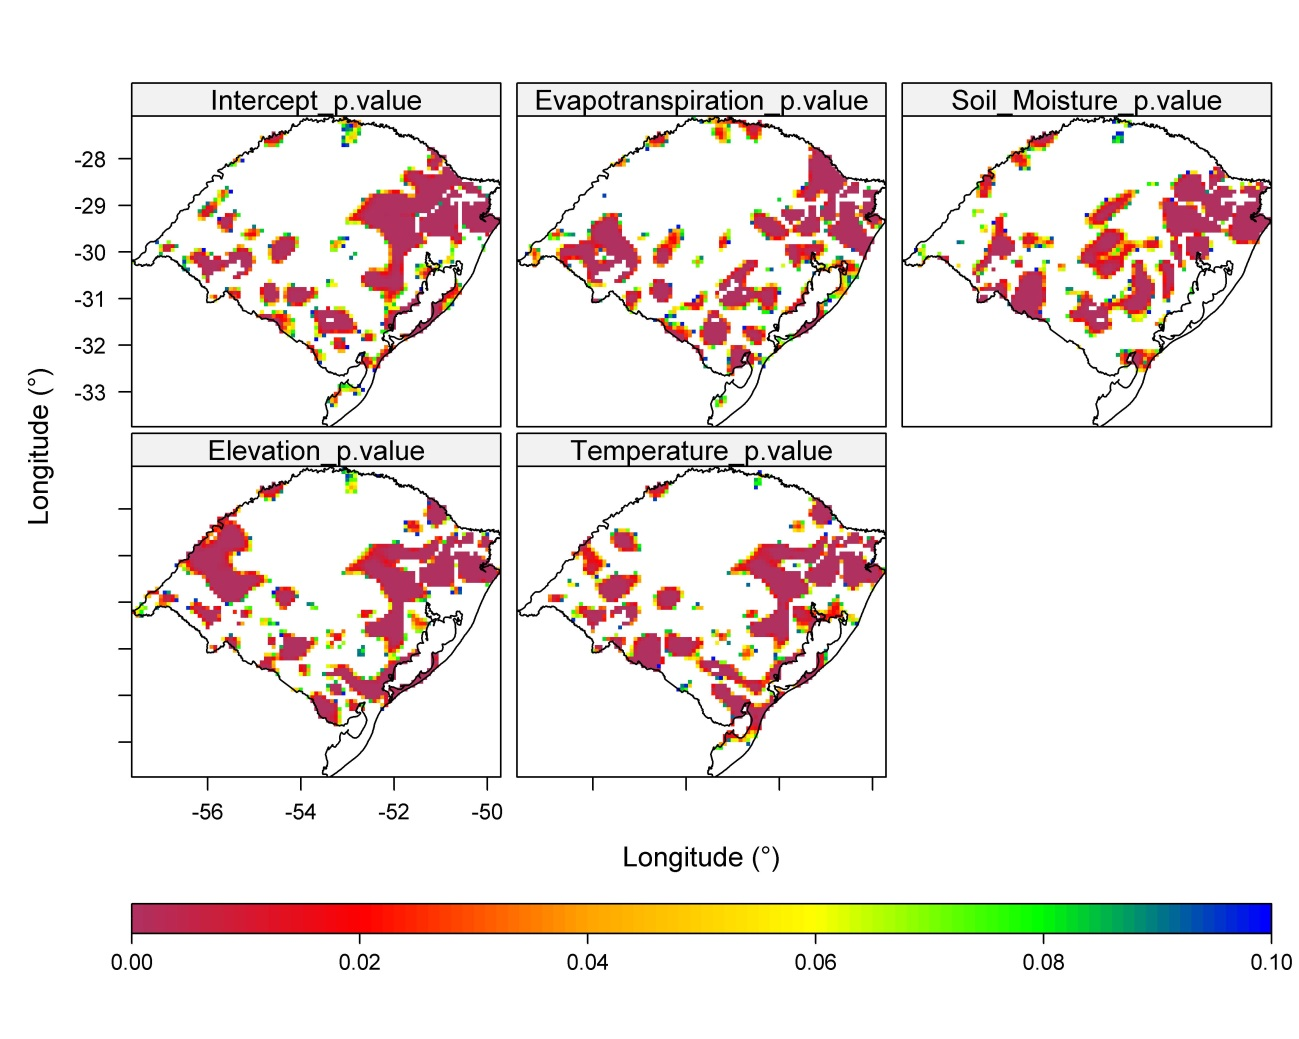 Intercept_p.value
Evapotranspiration_p.value
Soil_Moisture_p.value
-28
-29
-30
-31
-32
-33
Longitude (°)
Elevation_p.value
Temperature_p.value
-56 -54 -52 -50
Longitude (°)
0.00 0.02 0.04 0.06 0.08 0.10